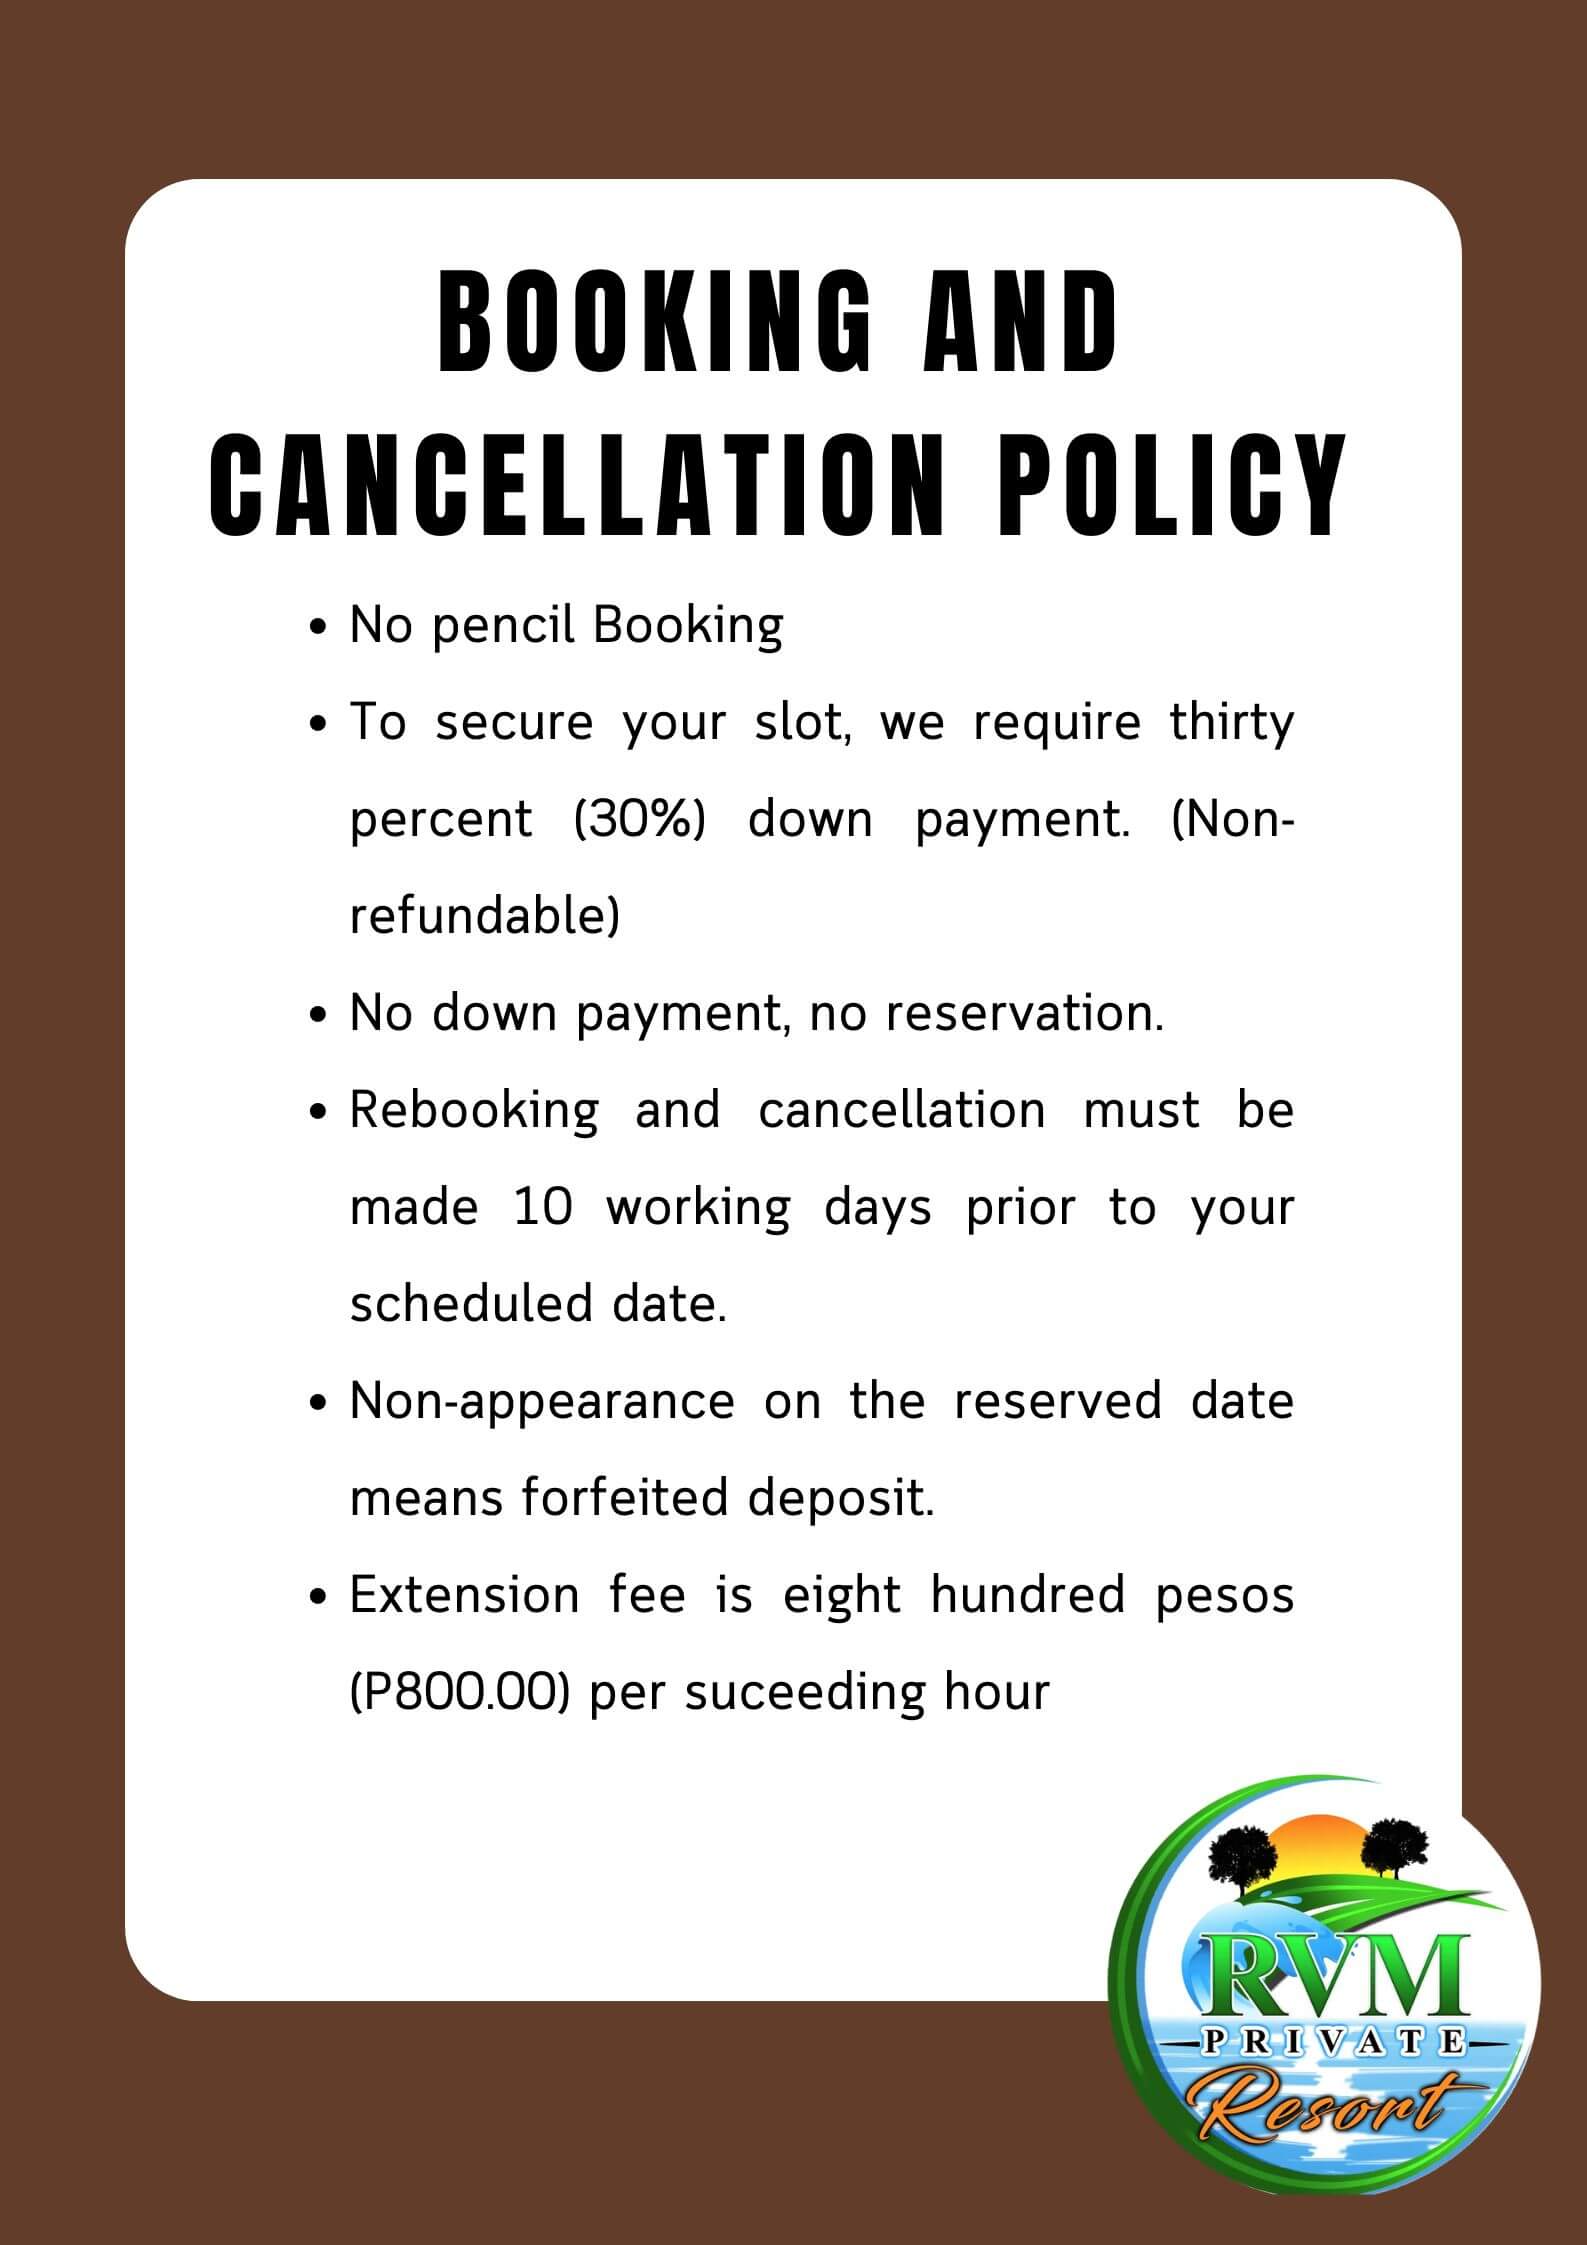 BOOKING AND
CANCELLATION POLICY
• No pencil Booking
• To secure your slot, we require thirty
percent (30%) down payment. (Non-
refundable)
• No down payment, no reservation.
• Rebooking and cancellation must be
made 10 working days prior to your
scheduled date.
• Non-appearance on the reserved date
means forfeited deposit.
• Extension fee is eight hundred pesos
(P800.00) per suceeding hour
RVM
PRIVATE
Resort